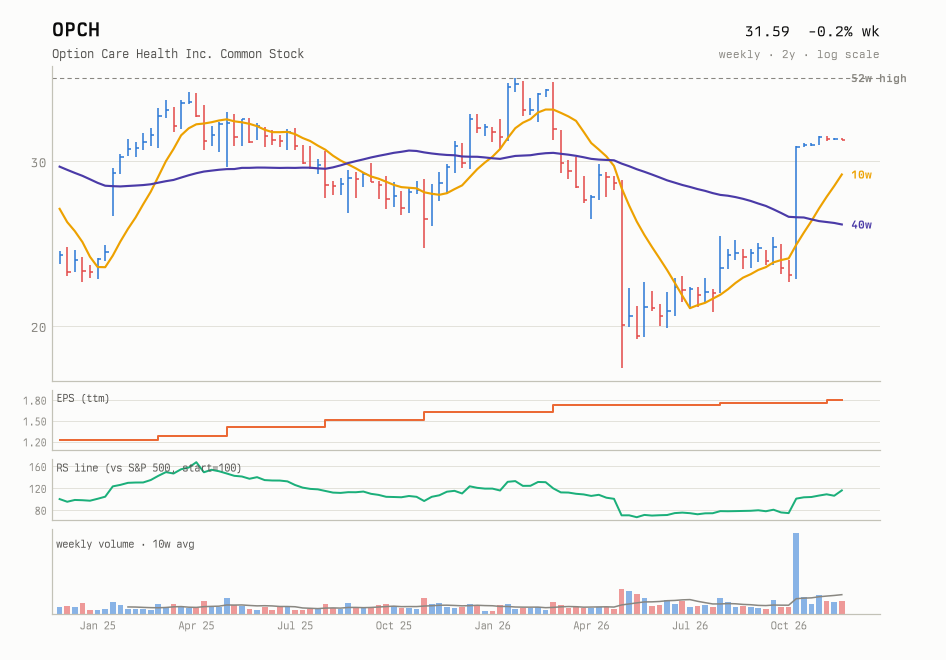 OPCH
31.59 -0.2% wk
Option Care Health Inc. Common Stock
weekly · 2y · log scale
52w high
30
10w
40w
20
EPS (ttm)
1.80
1.50
1.20
RS line (vs S&P 500, start=100)
160
120
80
weekly volume · 10w avg
Jan 25 Apr 25 Jul 25 Oct 25 Jan 26 Apr 26 Jul 26 Oct 26